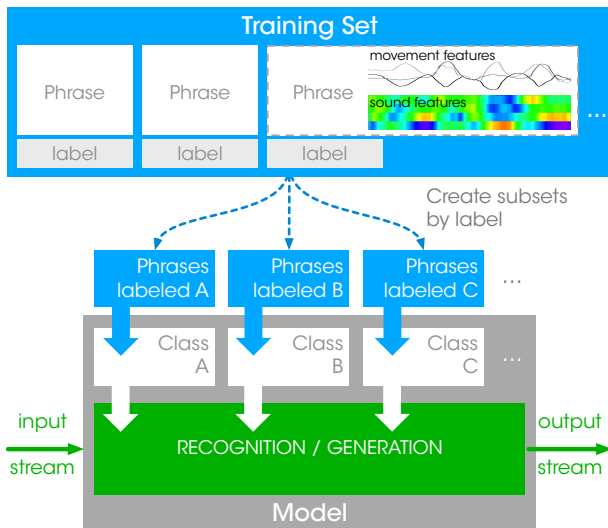 Training Set
Phrase
Phrase
Phrase
movement features
sound features
...
label
label
label
Create subsets
by label
Phrases
labeled A
Phrases
labeled B
Phrases
labeled C
...
Class
A
Class
B
Class
C
...
input
stream
RECOGNITION / GENERATION
output
stream
Model